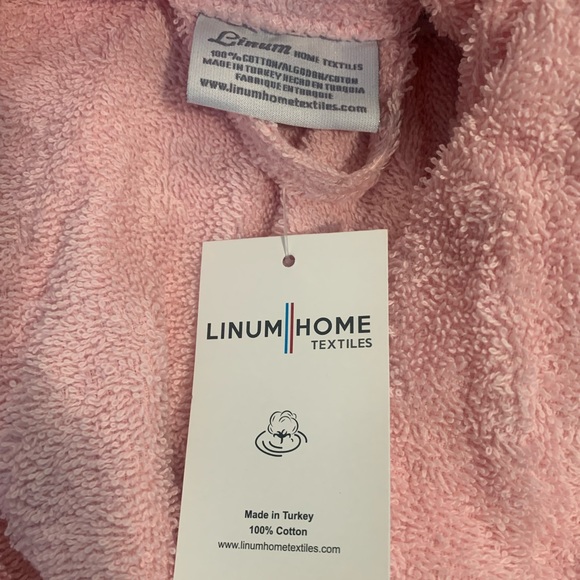 Linum HOME TEXTILES
100% COTTON/ALGODON/COTON
MADE IN TURKEY HECHO EN TURQUIA
FABRIQUE EN TURQUIE
www.linumhometextiles.com
LINUM HOME
TEXTILES
Made in Turkey
100% Cotton
www.linumhometextiles.com